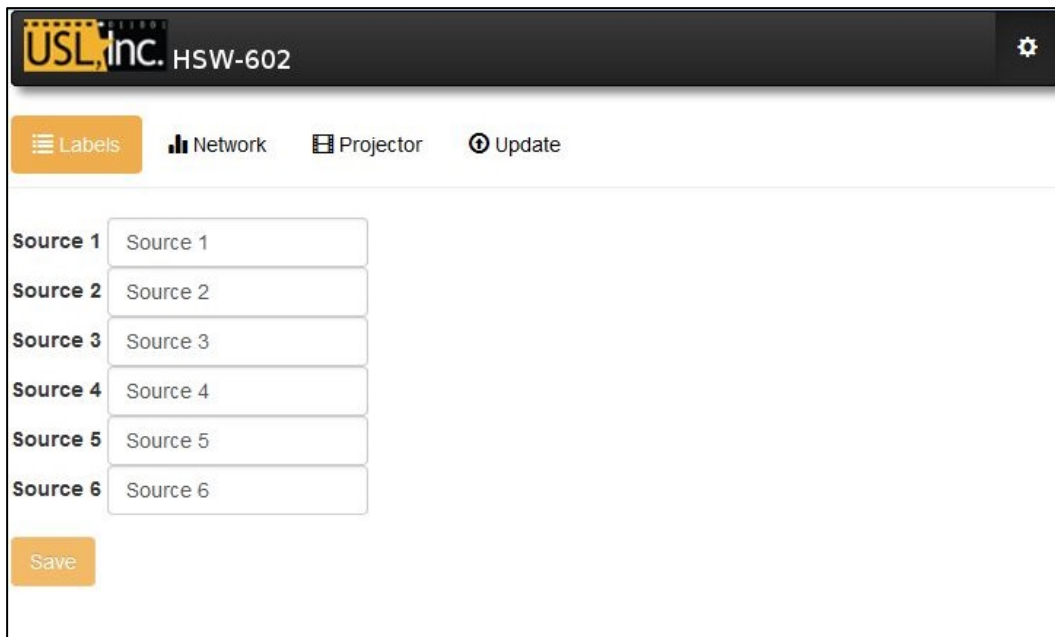 USL, Inc. HSW-602
Labels Network Projector Update
Source 1 Source 1
Source 2 Source 2
Source 3 Source 3
Source 4 Source 4
Source 5 Source 5
Source 6 Source 6
Save